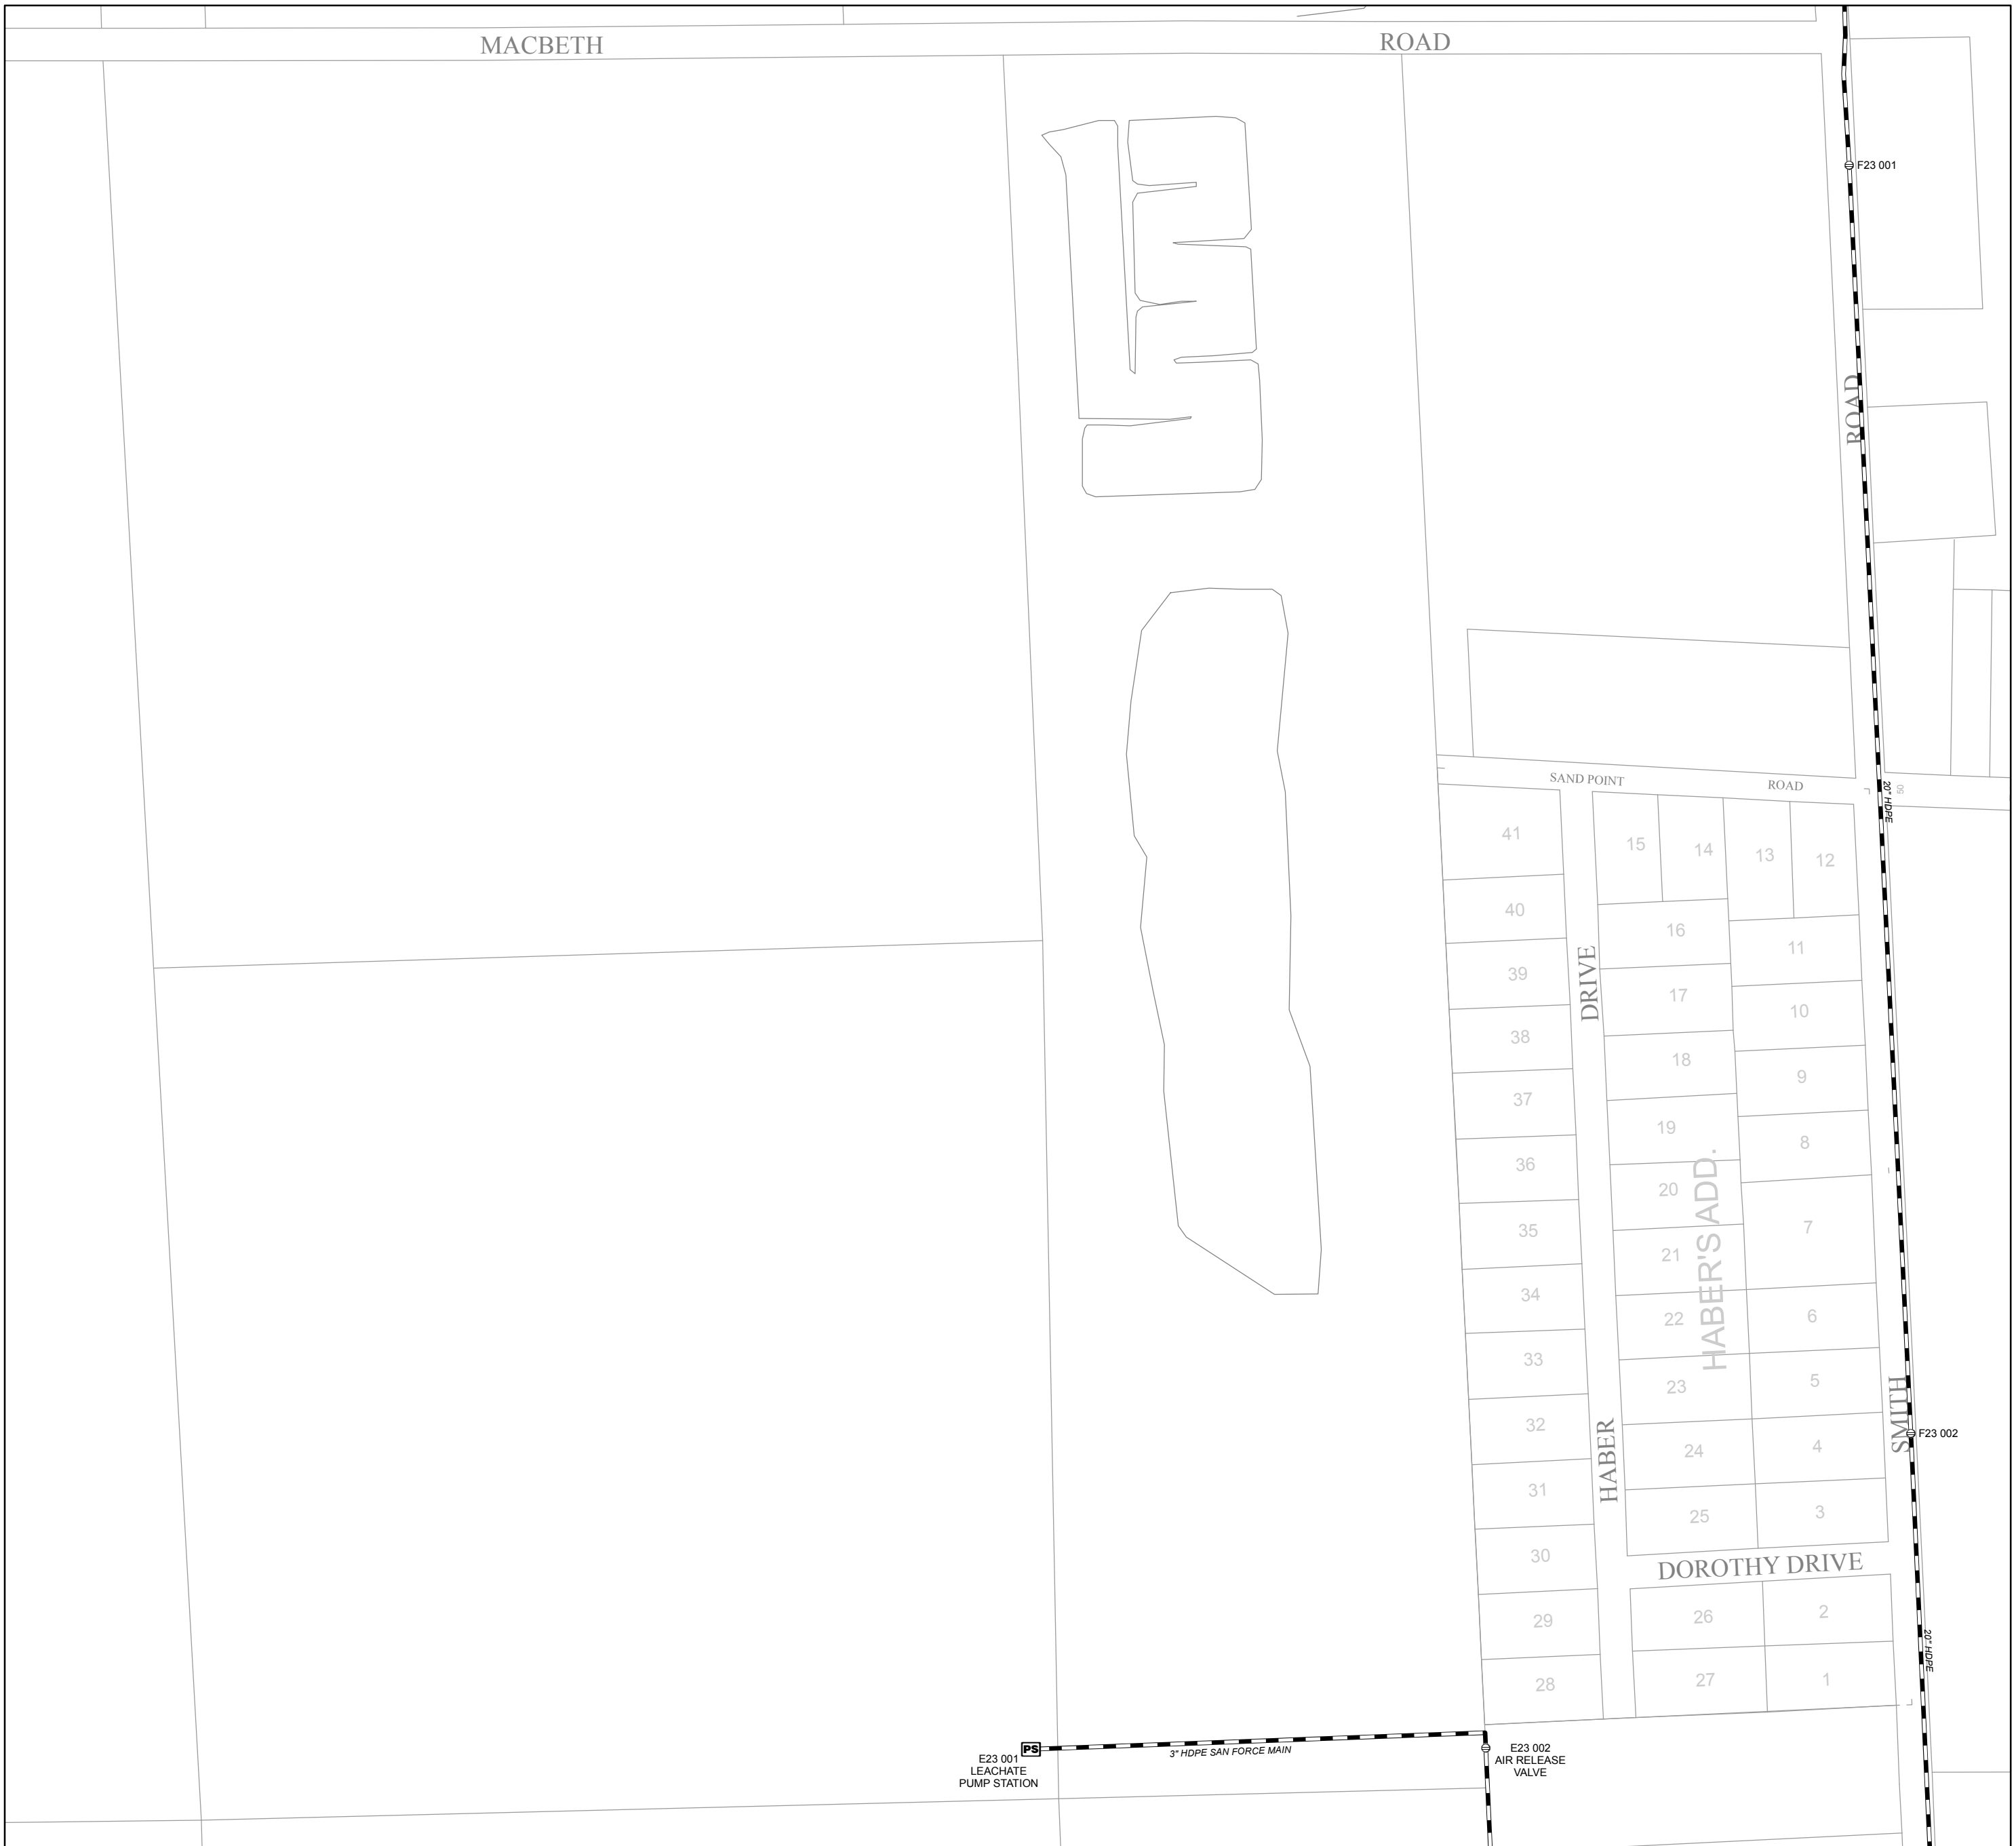 MACBETH ROAD
F23 001
ROAD
SAND POINT ROAD
20" HDPE
50
41
15
14
13
12
40
16
11
39
DRIVE
17
10
38
18
9
37
19
8
36
20
HABER'S ADD.
7
35
21
34
22
6
33
23
5
SMITH
32
HABER
24
4
F23 002
31
25
3
30
DOROTHY DRIVE
29
26
2
20" HDPE
28
27
1
E23 001
LEACHATE
PUMP STATION
PS
3" HDPE SAN FORCE MAIN
E23 002
AIR RELEASE
VALVE